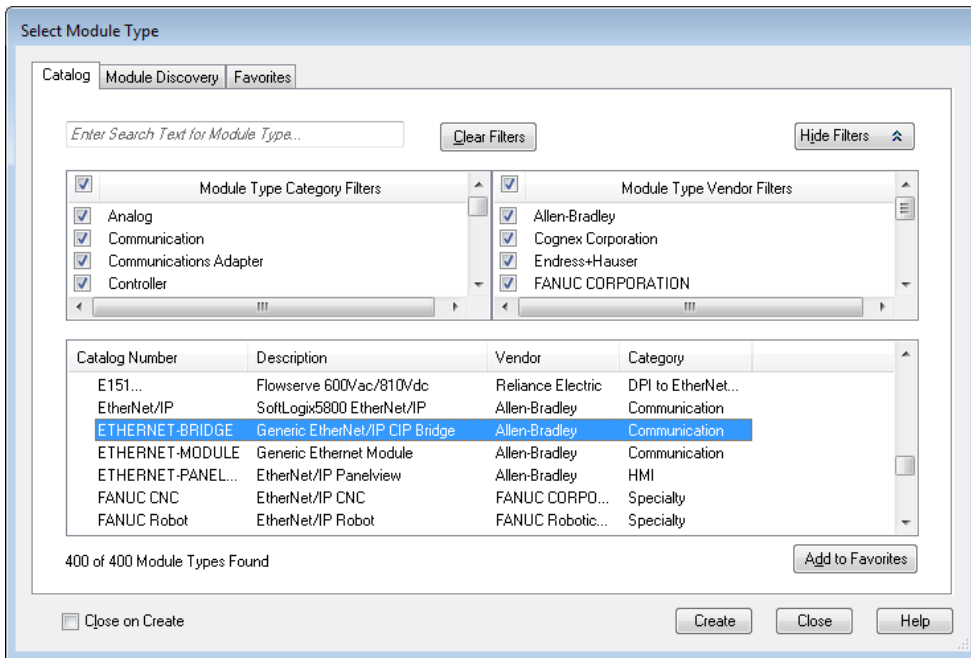 Select Module Type
Catalog Module Discovery Favorites
Enter Search Text for Module Type... Clear Filters Hide Filters
Module Type Category Filters Module Type Vendor Filters
Analog Allen-Bradley
Communication Cognex Corporation
Communications Adapter Endress+Hauser
Controller FANUC CORPORATION
Catalog Number Description Vendor Category
E151... Flowserve 600Vac/810Vdc Reliance Electric DPI to EtherNet...
EtherNet/IP SoftLogix5800 EtherNet/IP Allen-Bradley Communication
ETHERNET-BRIDGE Generic EtherNet/IP CIP Bridge Allen-Bradley Communication
ETHERNET-MODULE Generic Ethernet Module Allen-Bradley Communication
ETHERNET-PANEL... EtherNet/IP Panelview Allen-Bradley HMI
FANUC CNC EtherNet/IP CNC FANUC CORPO... Specialty
FANUC Robot EtherNet/IP Robot FANUC Robotic... Specialty
400 of 400 Module Types Found Add to Favorites
Close on Create Create Close Help